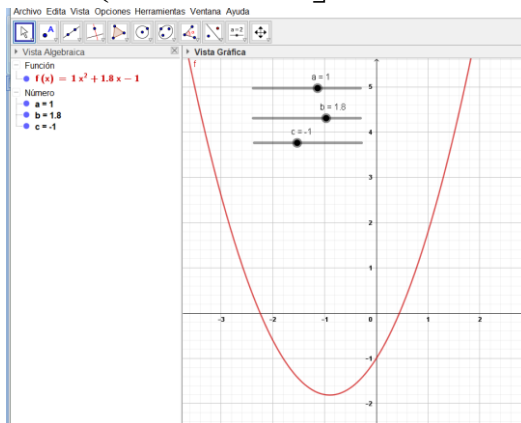 Archivo Edita Vista Opciones Herramientas Ventana Ayuda
A
a=2
Vista Algebraica
Vista Gráfica
Función
f(x) = 1 x² + 1.8 x − 1
Número
a = 1
b = 1.8
c = -1
f
a = 1
b = 1.8
c = -1
5
4
3
2
1
-3 -2 -1 0 1 2
-1
-2